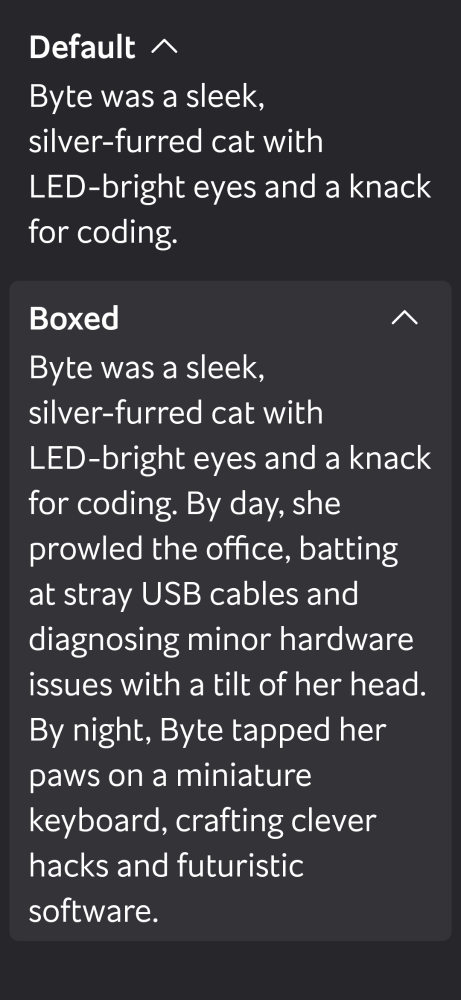 Default
Byte was a sleek,
silver-furred cat with
LED-bright eyes and a knack
for coding.
Boxed
Byte was a sleek,
silver-furred cat with
LED-bright eyes and a knack
for coding. By day, she
prowled the office, batting
at stray USB cables and
diagnosing minor hardware
issues with a tilt of her head.
By night, Byte tapped her
paws on a miniature
keyboard, crafting clever
hacks and futuristic
software.